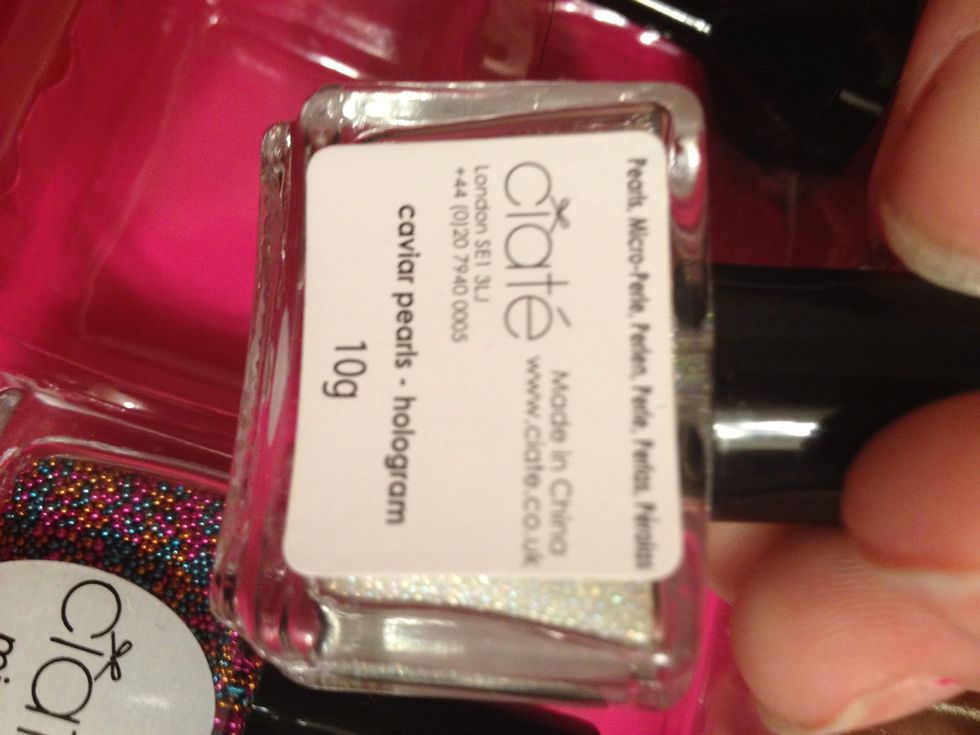 Pearls, Micro-Perle, Perlen, Perle, Perlas, Pérolas
ciaté
Made in China
www.ciate.co.uk
London SE1 3LJ
+44 (0)20 7940 0005
caviar pearls - hologram
10g